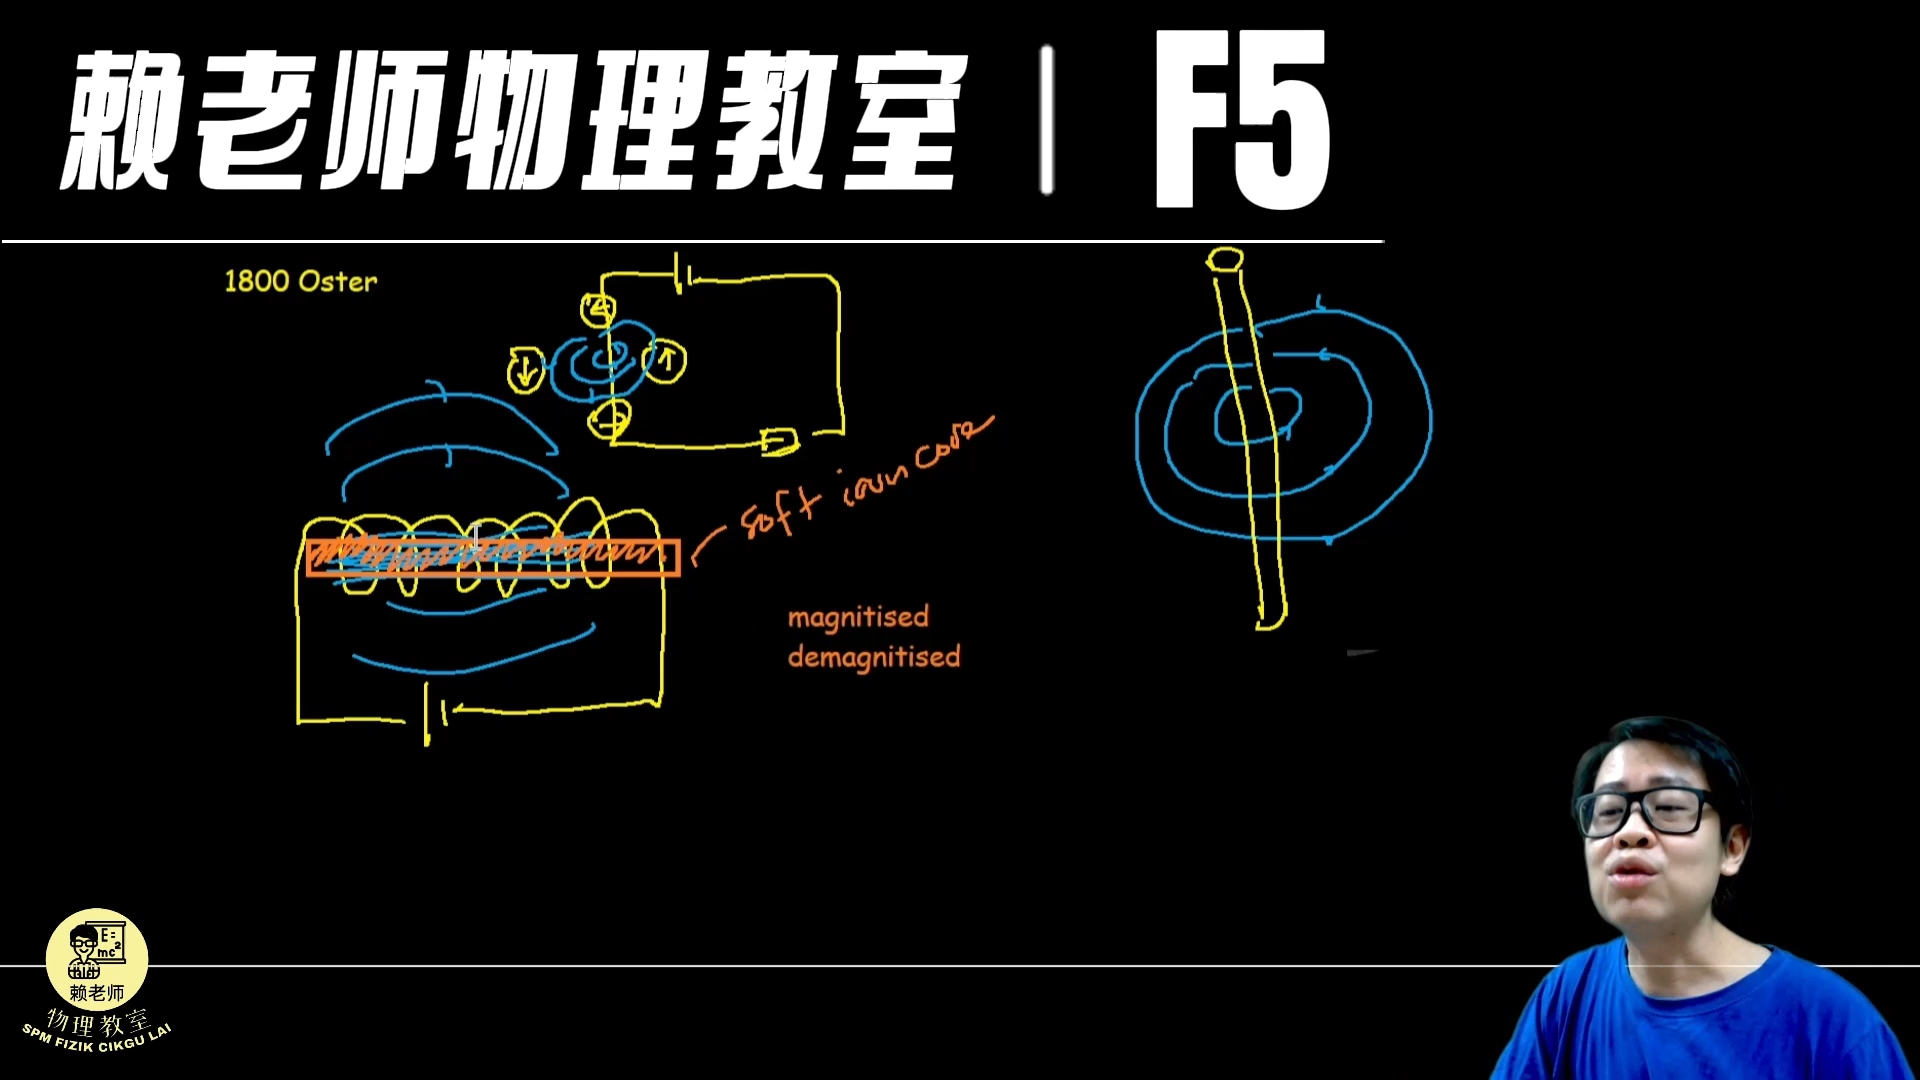 赖老师物理教室 | F5
1800 Oster
soft iorn core
magnitised
demagnitised
E=
mc²
赖老师
物理教室
SPM FIZIK CIKGU LAI